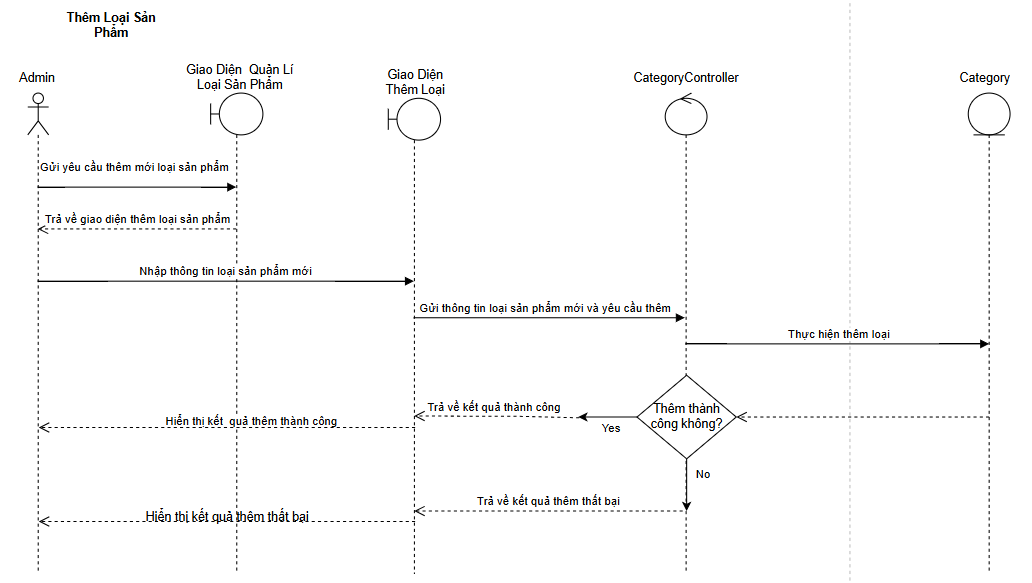 Thêm Loại Sản
Phẩm
Admin
Giao Diện  Quản Lí
Loại Sản Phẩm
Giao Diện
Thêm Loại
CategoryController
Category
Gửi yêu cầu thêm mới loại sản phẩm
Trả về giao diện thêm loại sản phẩm
Nhập thông tin loại sản phẩm mới
Gửi thông tin loại sản phẩm mới và yêu cầu thêm
Thực hiện thêm loại
Thêm thành
công không?
Trả về kết quả thành công
Yes
Hiển thị kết  quả thêm thành công
No
Trả về kết quả thêm thất bại
Hiển thị kết quả thêm thất bại